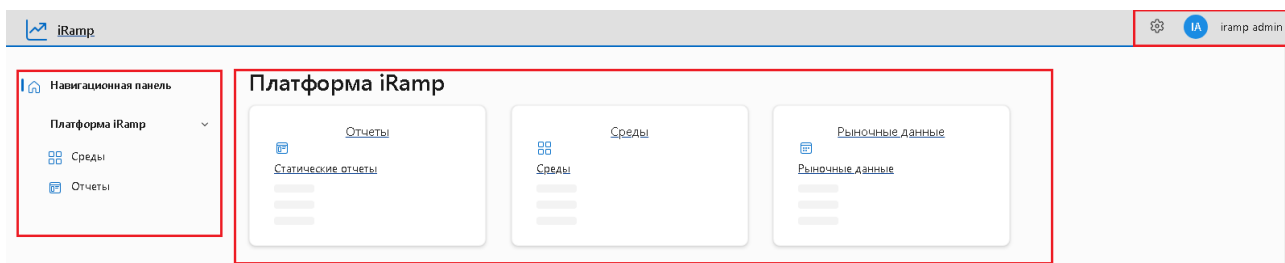 iRamp
IA iramp admin
Навигационная панель
Платформа iRamp
Среды
Отчеты
Платформа iRamp
Отчеты
Статические отчеты
Среды
Среды
Рыночные данные
Рыночные данные